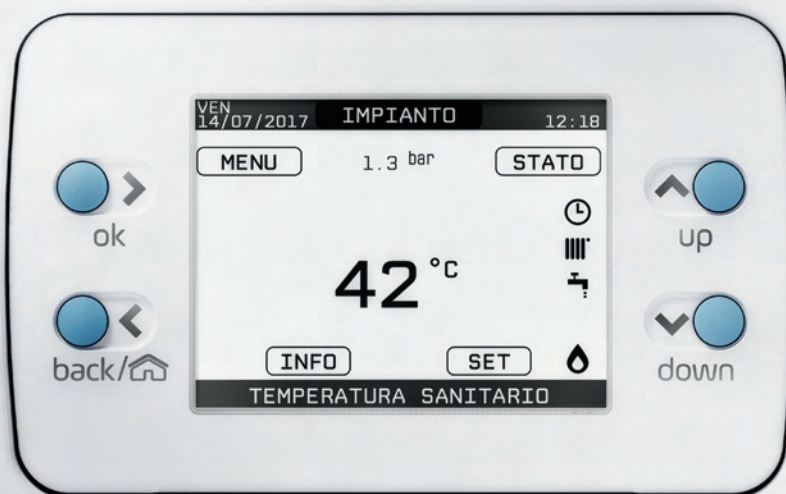 VEN
14/07/2017 IMPIANTO 12:18
MENU 1.3 bar STATO
ok
up
42 °C
INFO SET
back/
down
TEMPERATURA SANITARIO